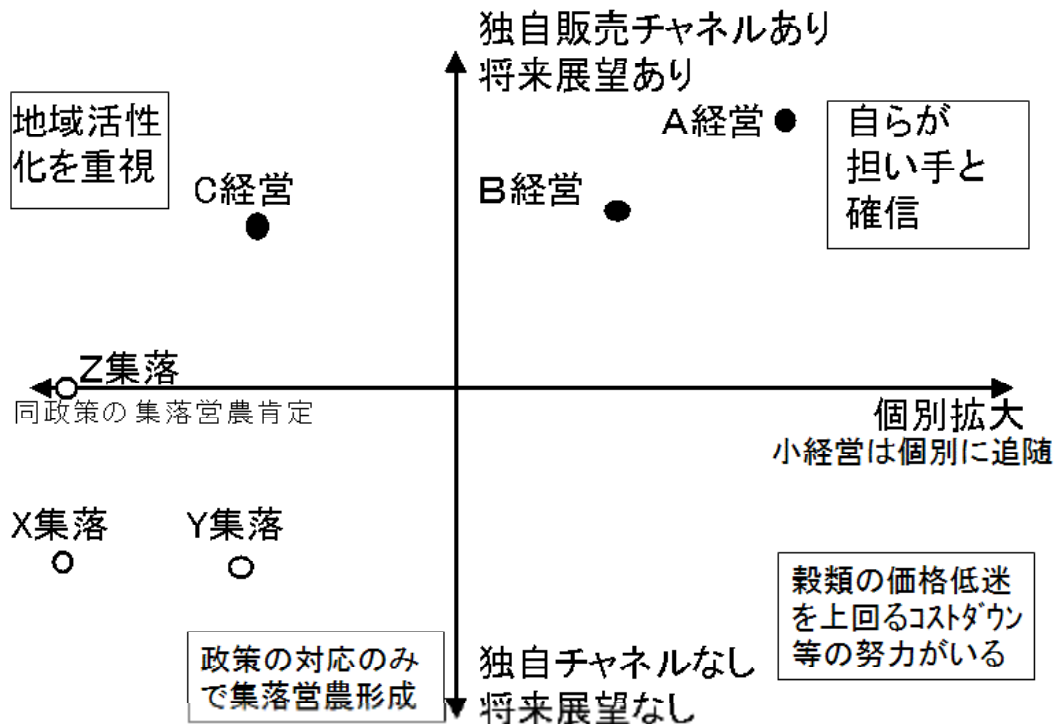 独自販売チャネルあり
将来展望あり
地域活性
化を重視
A経営
自らが
担い手と
確信
C経営
B経営
Z集落
同政策の集落営農肯定
個別拡大
小経営は個別に追随
X集落
Y集落
穀類の価格低迷
を上回るｺｽﾄﾀﾞｳﾝ
等の努力がいる
政策の対応のみ
で集落営農形成
独自チャネルなし
将来展望なし